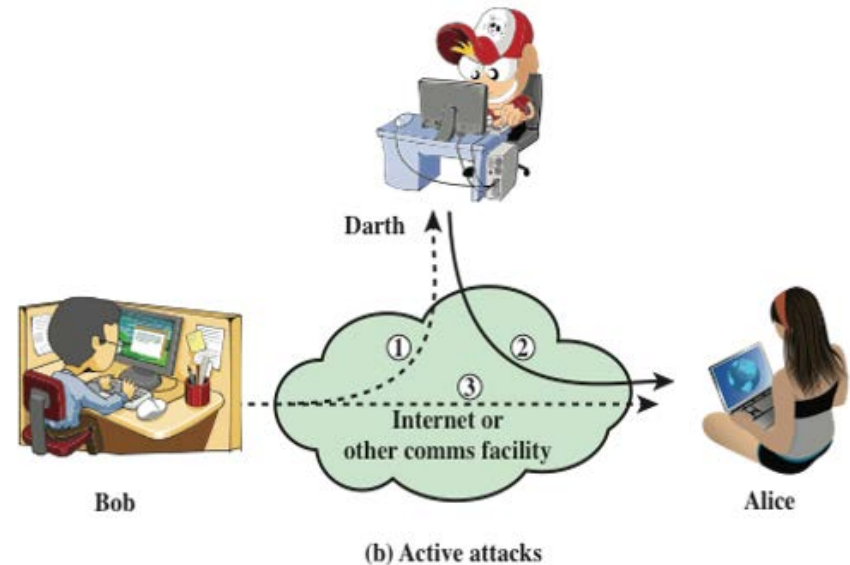 Darth
①
②
③
Internet or
other comms facility
Bob
Alice
(b) Active attacks